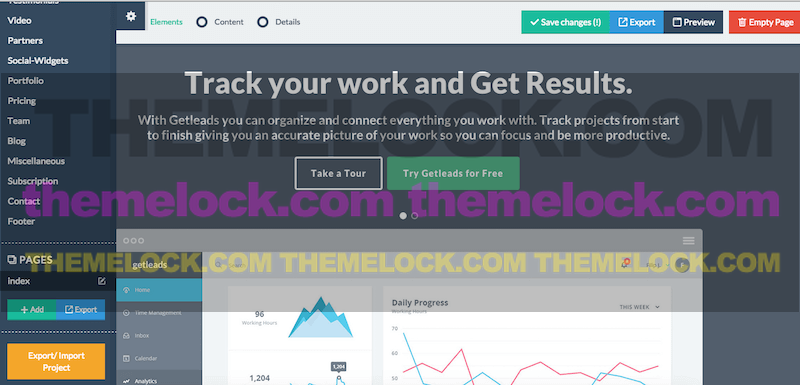 Testimonials
Video
Partners
Social-Widgets
Portfolio
Pricing
Team
Blog
Miscellaneous
Subscription
Contact
Footer
PAGES
index
+ Add
Export
Export/ Import
Project
Elements
Content
Details
Save changes (!)
Export
Preview
Empty Page
Track your work and Get Results.
With Getleads you can organize and connect everything you work with. Track projects from start
to finish giving you an accurate picture of your work so you can focus and be more productive.
Take a Tour
Try Getleads for Free
THEMELOCK.COM
themelock.com themelock.com
THEMELOCK.COM THEMELOCK.COM THEMELOCK.COM
getleads
Home
Time Management
Inbox
Calendar
Analytics
96
Working Hours
1,204
1,204
Daily Progress
Working Hours
THIS WEEK
70
60
50